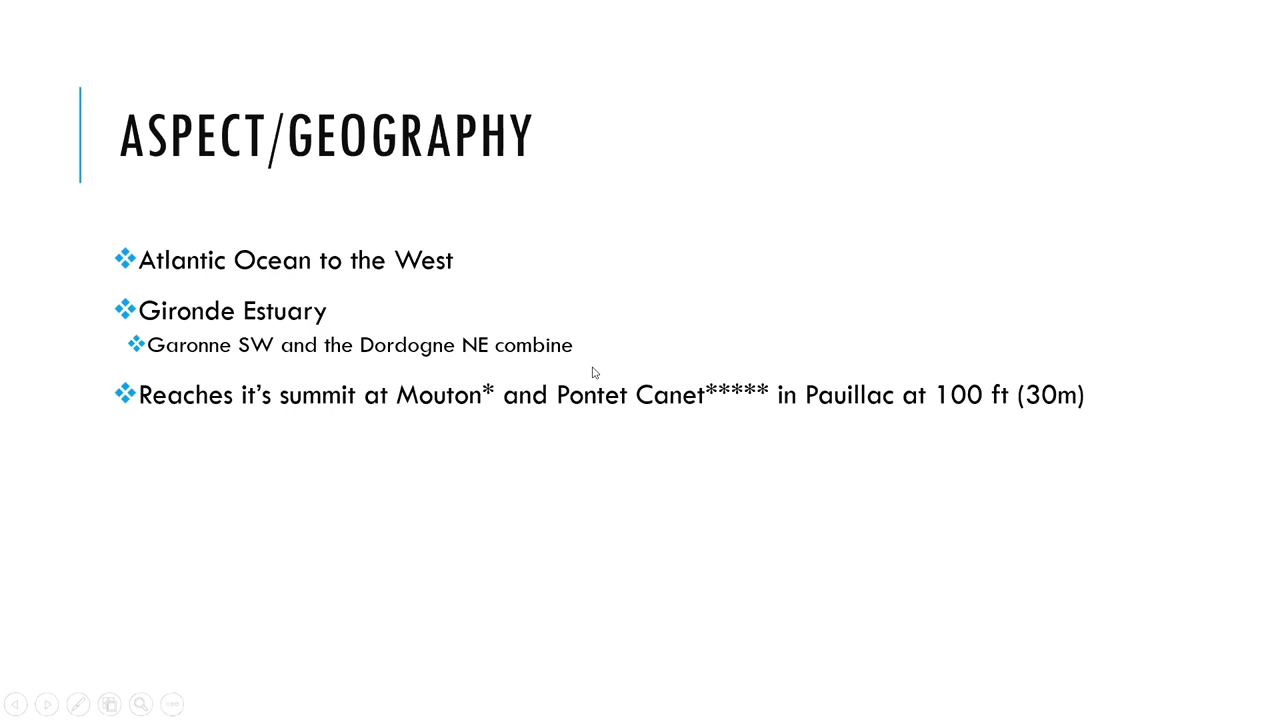 ASPECT/GEOGRAPHY
Atlantic Ocean to the West
Gironde Estuary
Garonne SW and the Dordogne NE combine
Reaches it’s summit at Mouton* and Pontet Canet***** in Pauillac at 100 ft (30m)